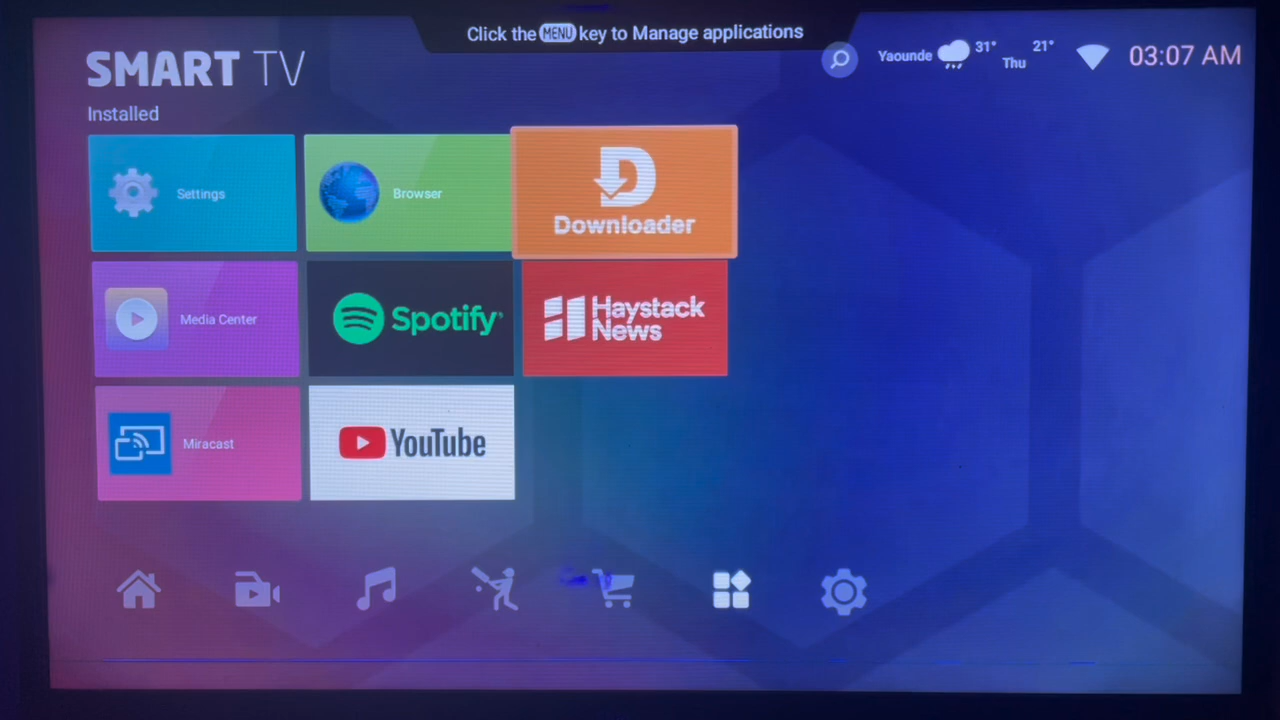 Click the MENU key to Manage applications
SMART TV
Yaounde 31° Thu 21° 03:07 AM
Installed
Settings
Browser
D
Downloader
Media Center
Spotify®
Haystack
News
Miracast
YouTube